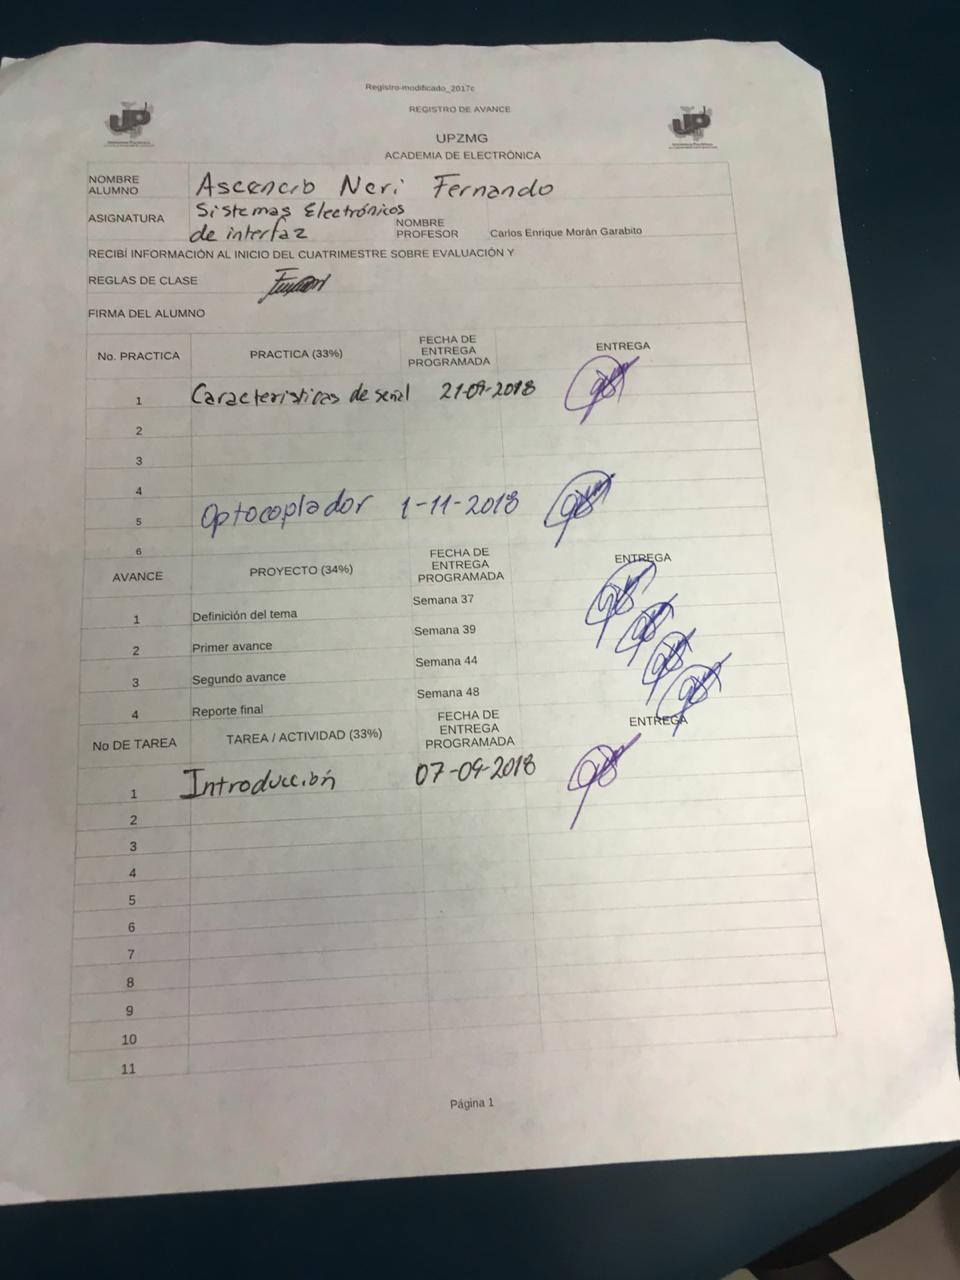 Registro-modificado_2017c
REGISTRO DE AVANCE
UP
UP
UPZMG
ACADEMIA DE ELECTRÓNICA
NOMBRE ALUMNO Ascencio Neri Fernando
ASIGNATURA Sistemas Electrónicos de interfaz NOMBRE PROFESOR Carlos Enrique Morán Garabito
RECIBÍ INFORMACIÓN AL INICIO DEL CUATRIMESTRE SOBRE EVALUACIÓN Y
REGLAS DE CLASE
FIRMA DEL ALUMNO
No. PRACTICA PRACTICA (33%) FECHA DE ENTREGA PROGRAMADA ENTREGA
1 Caracteristicas de señal 21-09-2018
2
3
4
5 Optocoplador 1-11-2018
6
AVANCE PROYECTO (34%) FECHA DE ENTREGA PROGRAMADA ENTREGA
1 Definición del tema Semana 37
2 Primer avance Semana 39
3 Segundo avance Semana 44
4 Reporte final Semana 48
No DE TAREA TAREA / ACTIVIDAD (33%) FECHA DE ENTREGA PROGRAMADA ENTREGA
1 Introducción 07-09-2018
2
3
4
5
6
7
8
9
10
11
Página 1